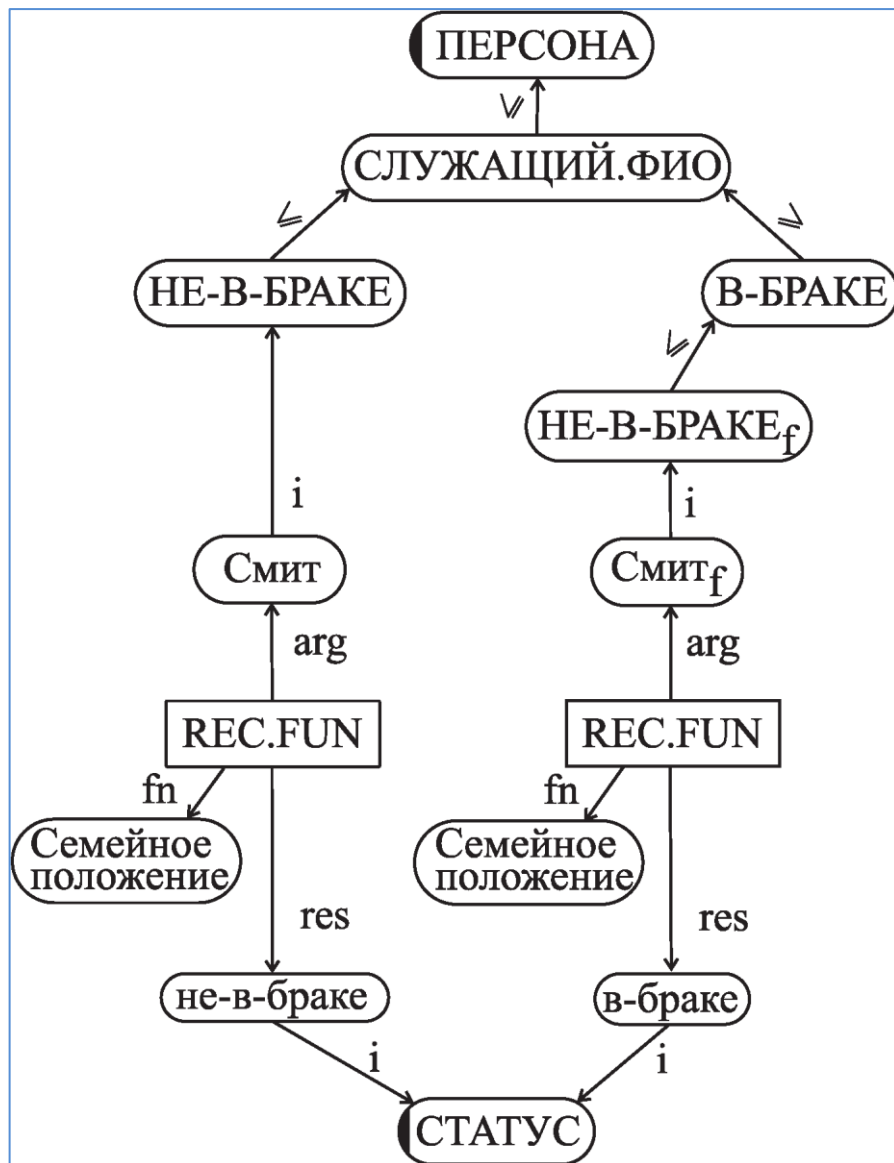 ПЕРСОНА
⩽
СЛУЖАЩИЙ.ФИО
⩽ ⩽
НЕ-В-БРАКЕ В-БРАКЕ
⩽
НЕ-В-БРАКЕf
i i
Смит Смитf
arg arg
REC.FUN REC.FUN
fn fn
Семейное Семейное
положение положение
res res
не-в-браке в-браке
i i
СТАТУС